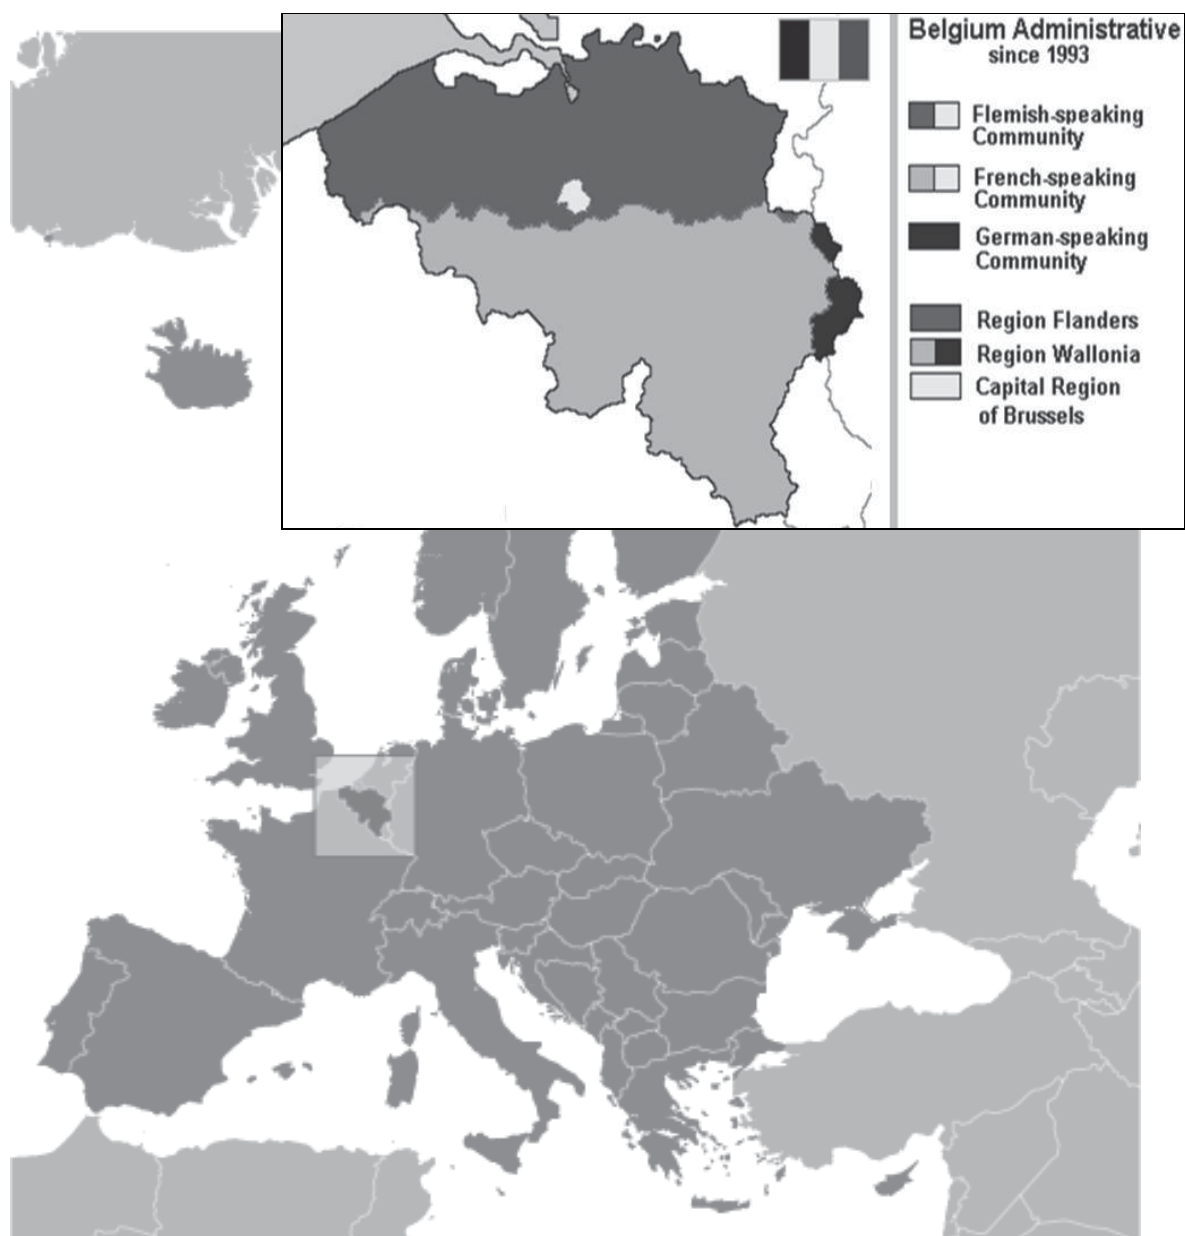 Belgium Administrative
since 1993
Flemish-speaking
Community
French-speaking
Community
German-speaking
Community
Region Flanders
Region Wallonia
Capital Region
of Brussels